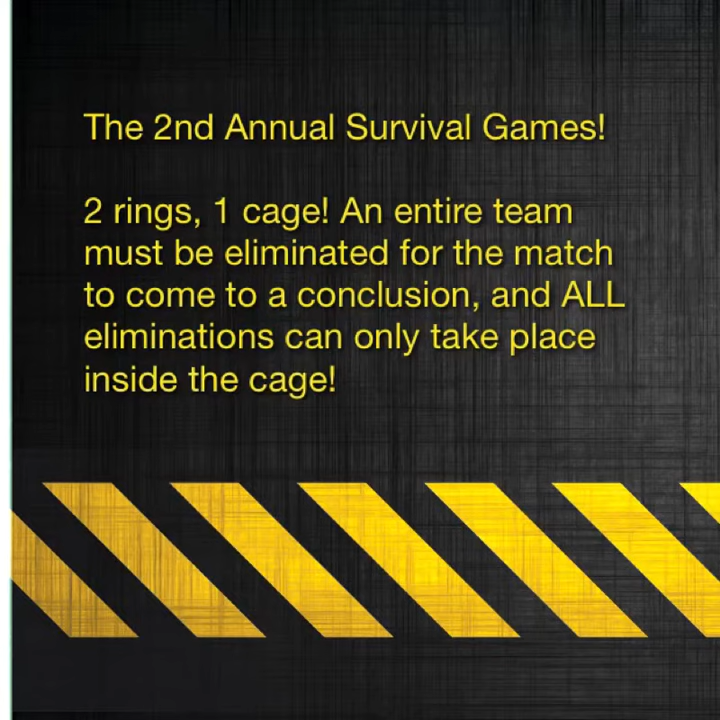 The 2nd Annual Survival Games!
2 rings, 1 cage! An entire team
must be eliminated for the match
to come to a conclusion, and ALL
eliminations can only take place
inside the cage!